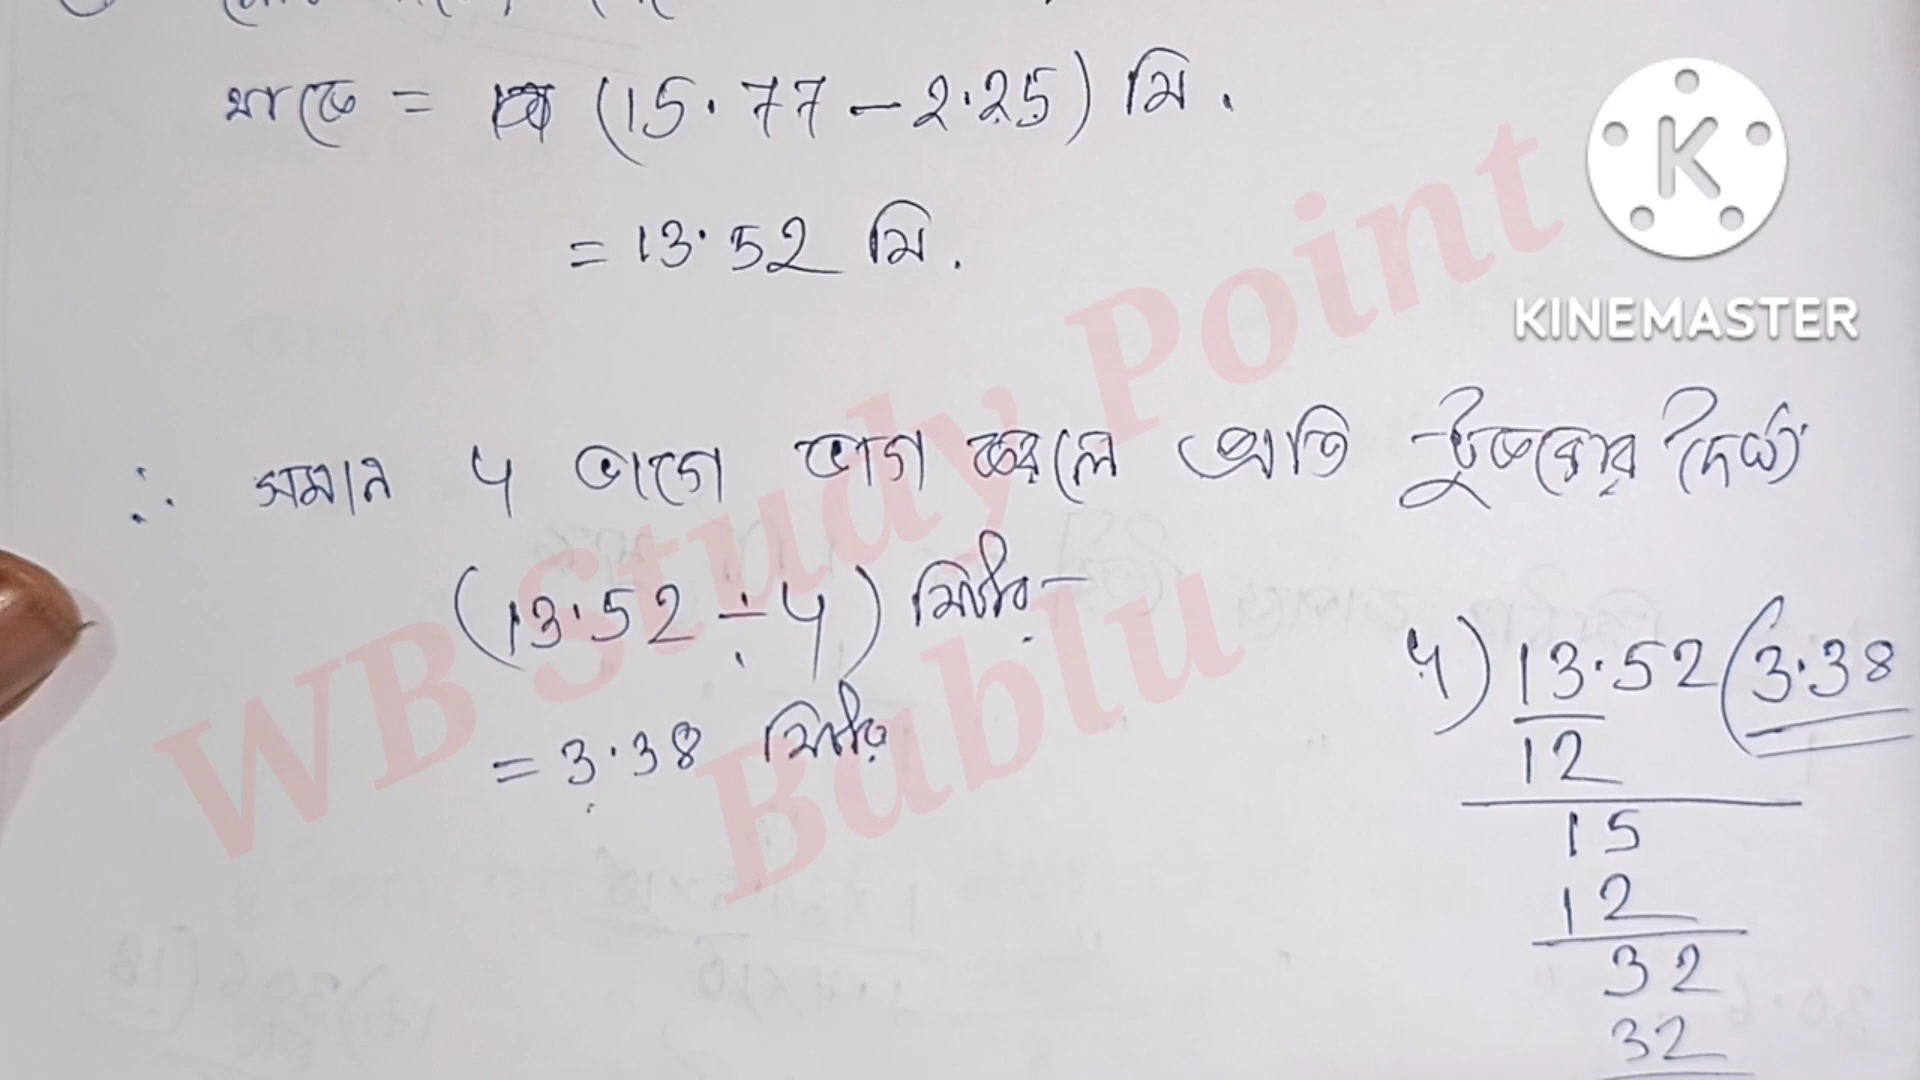 থাকে = (15.77 - 2.25) মি.
= 13.52 মি.
KINEMASTER
∴ সমান 4 ভাগে ভাগ করলে প্রতি টুকরোর দৈর্ঘ্য
(13.52 ÷ 4) মিটার
= 3.38 মিটার
4) 13.52 (3.38
12
15
12
32
32
WB Study Point
Bablu